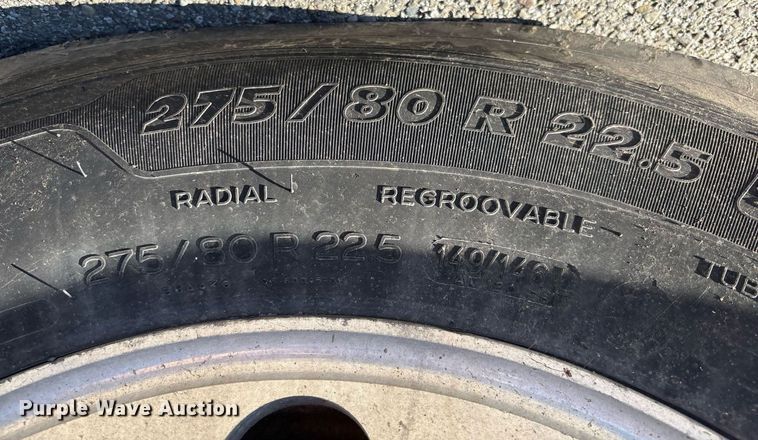 275/80 R 22.5
RADIAL REGROOVABLE
275/80 R 22.5
TUB
Purple Wave Auction